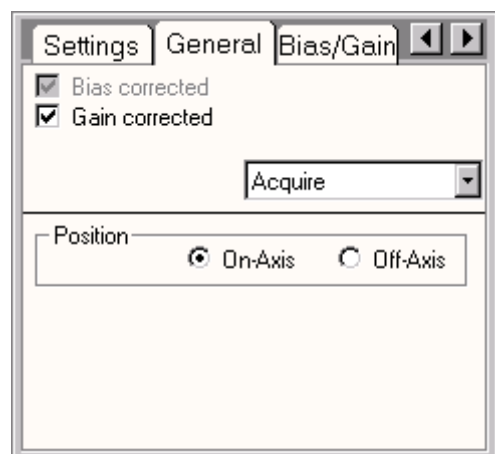 Settings General Bias/Gain
Bias corrected
Gain corrected
Acquire
Position
On-Axis Off-Axis